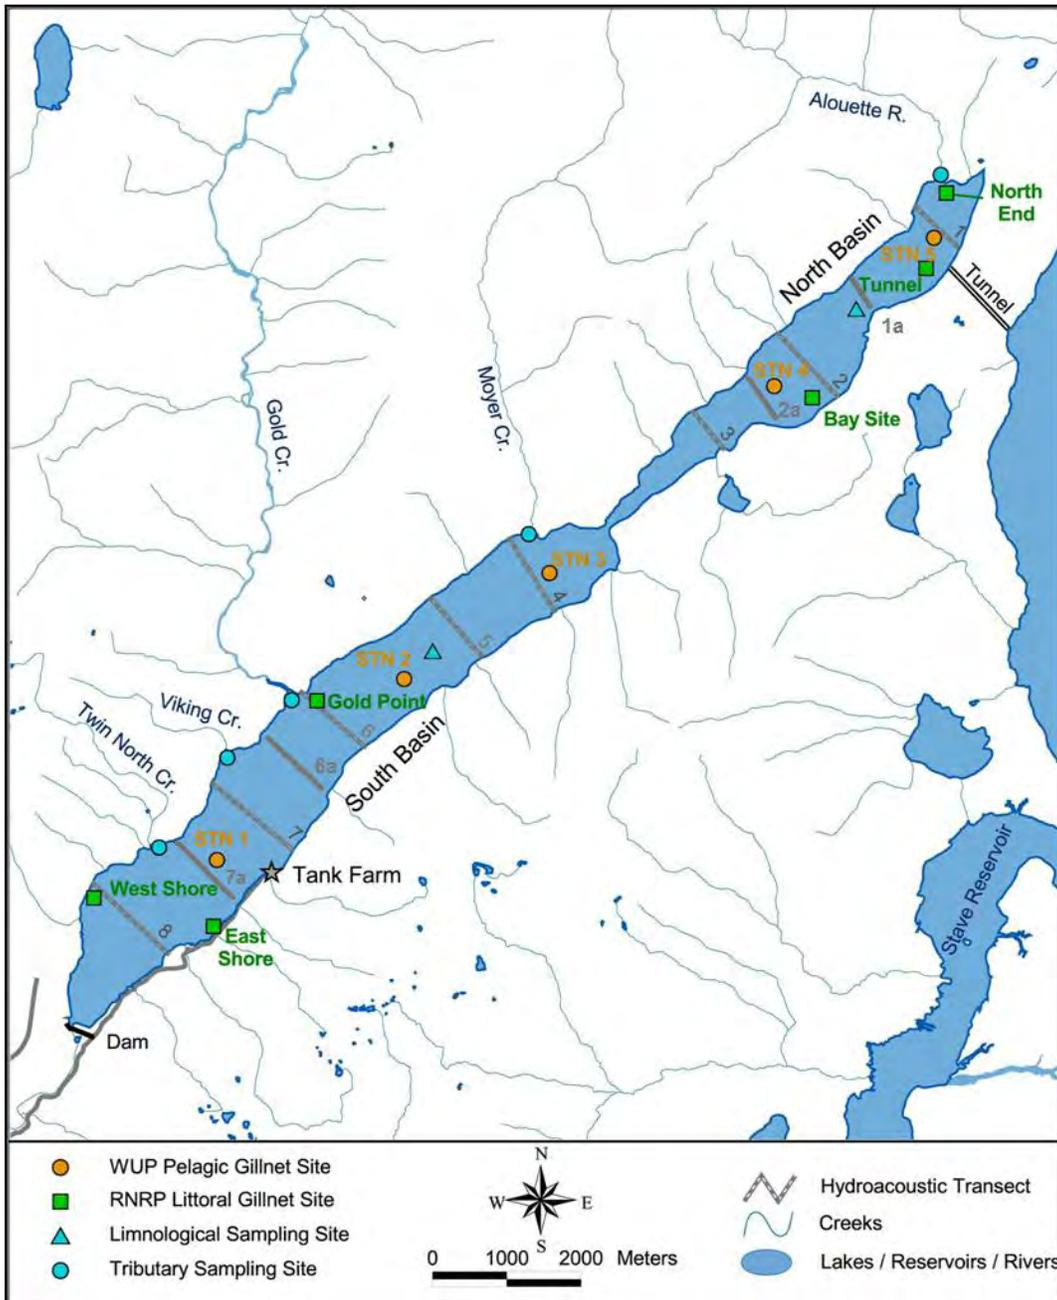 Alouette R.
North
End
North Basin
1
STN 5
Tunnel
Tunnel
1a
STN 4
2
2a
Bay Site
3
Moyer Cr.
Gold Cr.
STN 3
4
5
STN 2
Gold Point
6
6a
South Basin
Viking Cr.
Twin North Cr.
7
STN 1
7a
Tank Farm
West Shore
8
East
Shore
Stave Reservoir
Dam
WUP Pelagic Gillnet Site
RNRP Littoral Gillnet Site
Limnological Sampling Site
Tributary Sampling Site
N
W
E
S
0 1000 2000 Meters
Hydroacoustic Transect
Creeks
Lakes / Reservoirs / Rivers